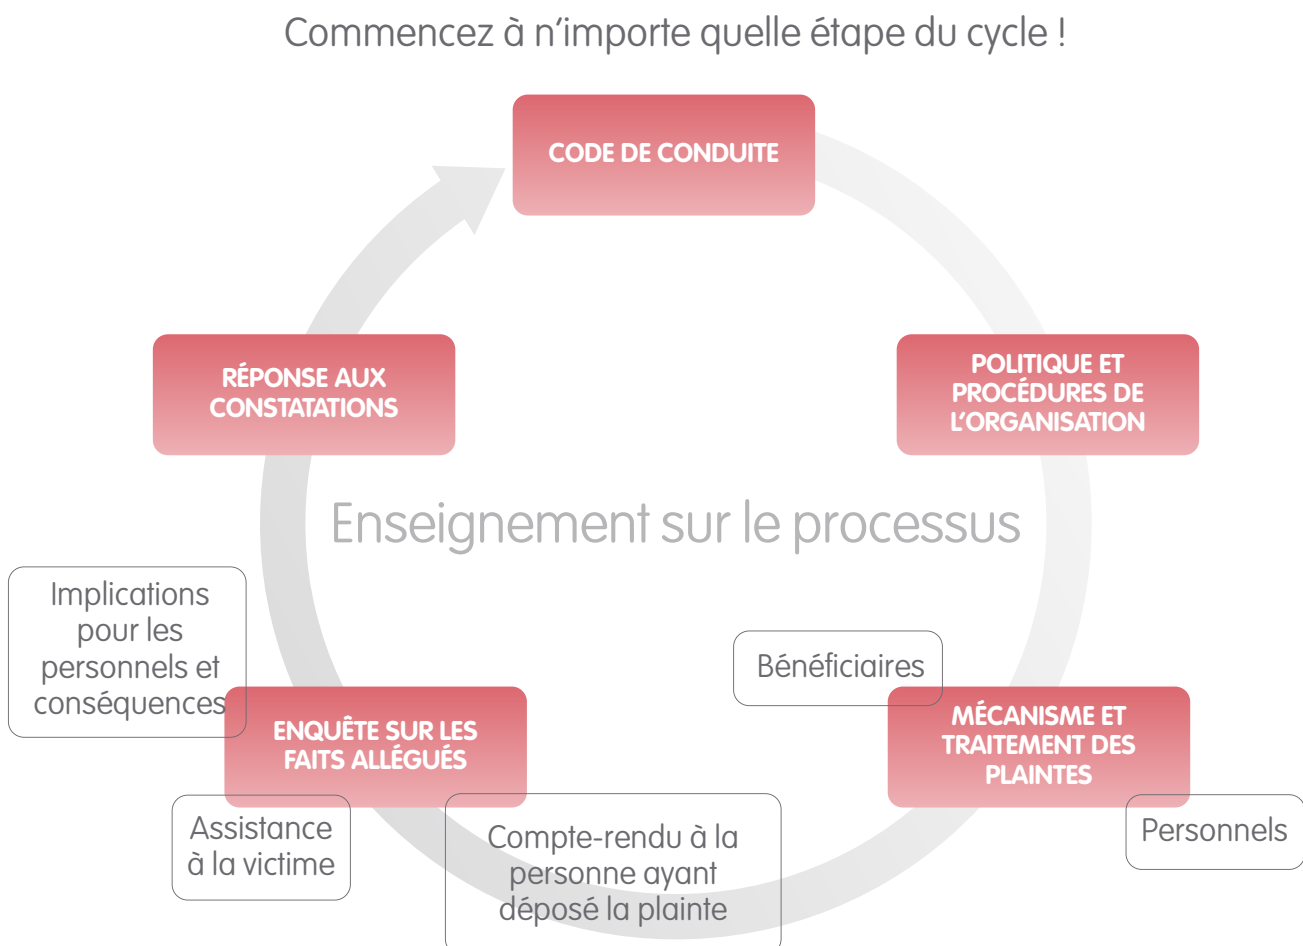 Commencez à n’importe quelle étape du cycle !
CODE DE CONDUITE
RÉPONSE AUX
CONSTATATIONS
POLITIQUE ET
PROCÉDURES DE
L’ORGANISATION
Enseignement sur le processus
Implications
pour les
personnels et
conséquences
Bénéficiaires
ENQUÊTE SUR LES
FAITS ALLÉGUÉS
MÉCANISME ET
TRAITEMENT DES
PLAINTES
Assistance
à la victime
Compte-rendu à la
personne ayant
déposé la plainte
Personnels